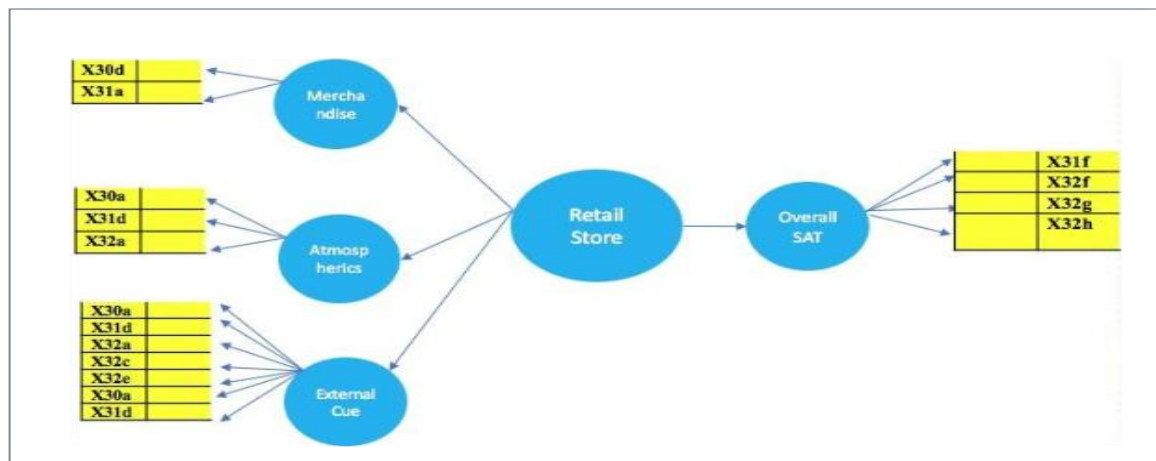 X30d
X31a
Mercha
ndise
X30a
X31d
X32a
Atmosp
herics
X30a
X31d
X32a
X32c
X32e
X30a
X31d
External
Cue
Retail
Store
Overall
SAT
X31f
X32f
X32g
X32h